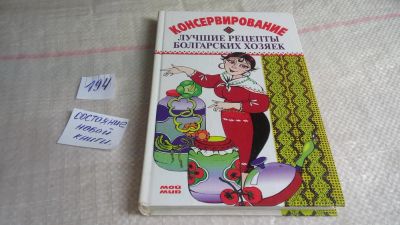 КОНСЕРВИРОВАНИЕ
ЛУЧШИЕ РЕЦЕПТЫ
БОЛГАРСКИХ ХОЗЯЕК
194
СОСТОЯНИЕ
НОВОЙ
КНИГИ
МОЙ
МИР